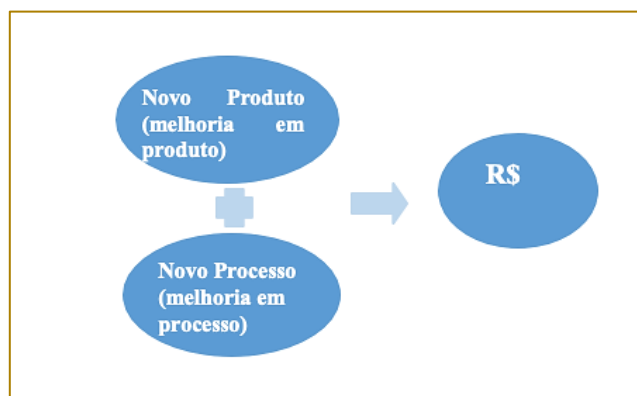 Novo Produto
(melhoria em
produto)
R$
Novo Processo
(melhoria em
processo)